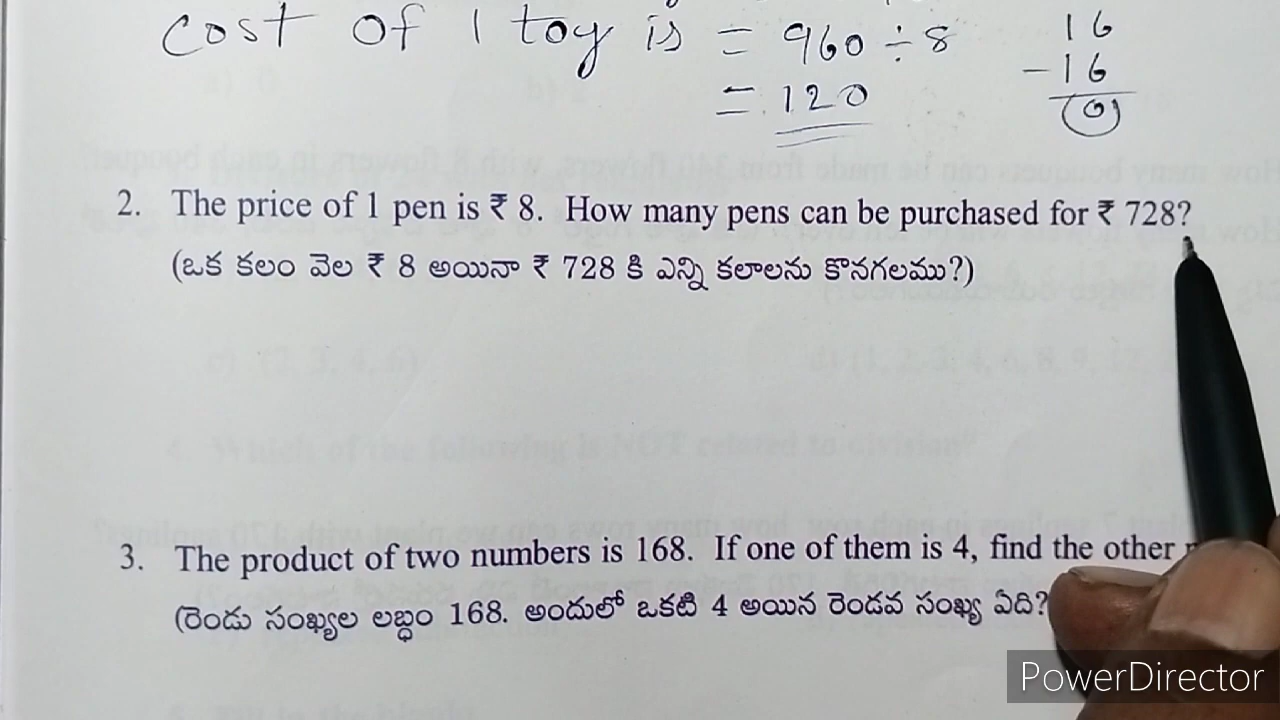 cost of 1 toy is = 960 ÷ 8
= 120
16
- 16
0
2. The price of 1 pen is ₹ 8. How many pens can be purchased for ₹ 728?
(ఒక కలం వెల ₹ 8 అయినా ₹ 728 కి ఎన్ని కలాలను కొనగలము?)
3. The product of two numbers is 168. If one of them is 4, find the other
(రెండు సంఖ్యల లబ్ధం 168. అందులో ఒకటి 4 అయిన రెండవ సంఖ్య ఏది?
PowerDirector